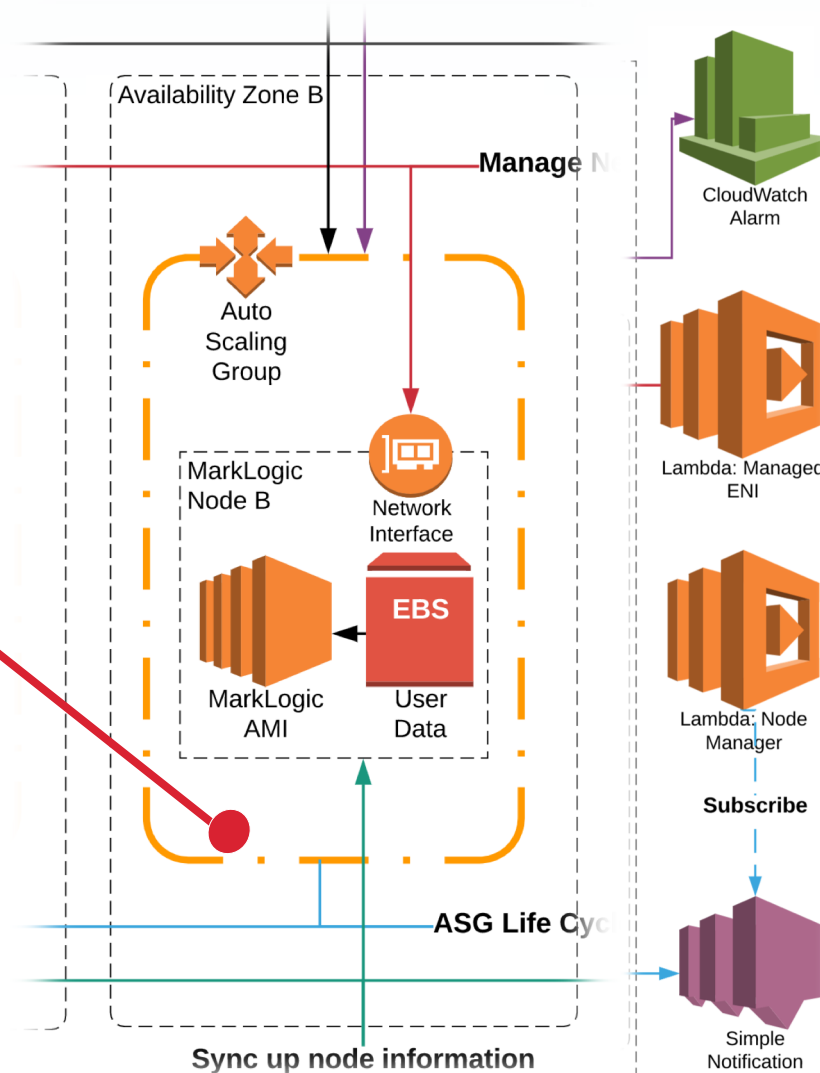 Availability Zone B
Manage
CloudWatch
Alarm
Auto
Scaling
Group
Lambda: Managed
ENI
MarkLogic
Node B
Network
Interface
EBS
MarkLogic
AMI
User
Data
Lambda: Node
Manager
Subscribe
ASG Life Cyc
Simple
Notification
Sync up node information